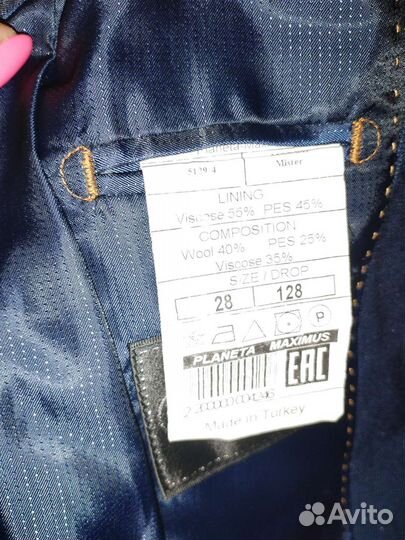 5129-4 Mister
LINING
Viscose 55% PES 45%
COMPOSITION
Wool 40% PES 25%
Viscose 35%
SIZE / DROP
28 128
P
PLANETA MAXIMUS
EAC
Made in Turkey
Avito